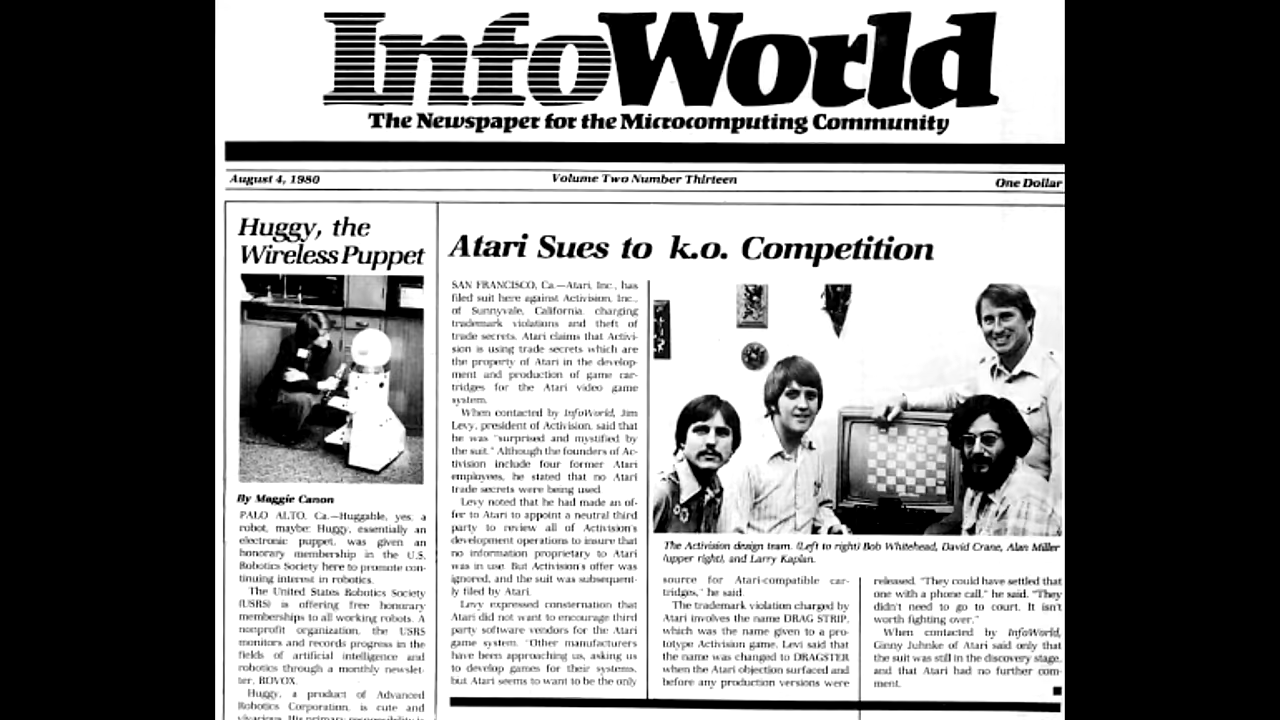 InfoWorld
The Newspaper for the Microcomputing Community
August 4, 1980
Volume Two Number Thirteen
One Dollar
Huggy, the
Wireless Puppet
By Maggie Canon
PALO ALTO, Ca.—Huggable, yes; a
robot, maybe; Huggy, essentially an
electronic puppet, was given an
honorary membership in the U.S.
Robotics Society here to promote con-
tinuing interest in robotics.
The United States Robotics Society
(USRS) is offering free honorary
memberships to all working robots. A
nonprofit organization, the USRS
monitors and records progress in the
fields of artificial intelligence and
robotics through a monthly newslet-
ter, ROVOX.
Huggy, a product of Advanced
Robotics Corporation, is cute and
vivacious. His primary responsibility is
Atari Sues to k.o. Competition
SAN FRANCISCO, Ca.—Atari, Inc., has
filed suit here against Activision, Inc.,
of Sunnyvale, California, charging
trademark violations and theft of
trade secrets. Atari claims that Activi-
sion is using trade secrets which are
the property of Atari in the develop-
ment and production of game car-
tridges for the Atari video game
system.
When contacted by InfoWorld, Jim
Levy, president of Activision, said that
he was "surprised and mystified by
the suit." Although the founders of Ac-
tivision include four former Atari
employees, he stated that no Atari
trade secrets were being used.
Levy noted that he had made an of-
fer to Atari to appoint a neutral third
party to review all of Activision's
development operations to insure that
no information proprietary to Atari
was in use. But Activision's offer was
ignored, and the suit was subsequent-
ly filed by Atari.
Levy expressed consternation that
Atari did not want to encourage third
party software vendors for the Atari
game system. "Other manufacturers
have been approaching us, asking us
to develop games for their systems,
but Atari seems to want to be the only
The Activision design team. (Left to right) Bob Whitehead, David Crane, Alan Miller
(upper right), and Larry Kaplan.
source for Atari-compatible car-
tridges," he said.
The trademark violation charged by
Atari involves the name DRAG STRIP,
which was the name given to a pro-
totype Activision game. Levi said that
the name was changed to DRAGSTER
when the Atari objection surfaced and
before any production versions were
released. "They could have settled that
one with a phone call," he said. "They
didn't need to go to court. It isn't
worth fighting over."
When contacted by InfoWorld,
Ginny Juhnke of Atari said only that
the suit was still in the discovery stage,
and that Atari had no further com-
ment.